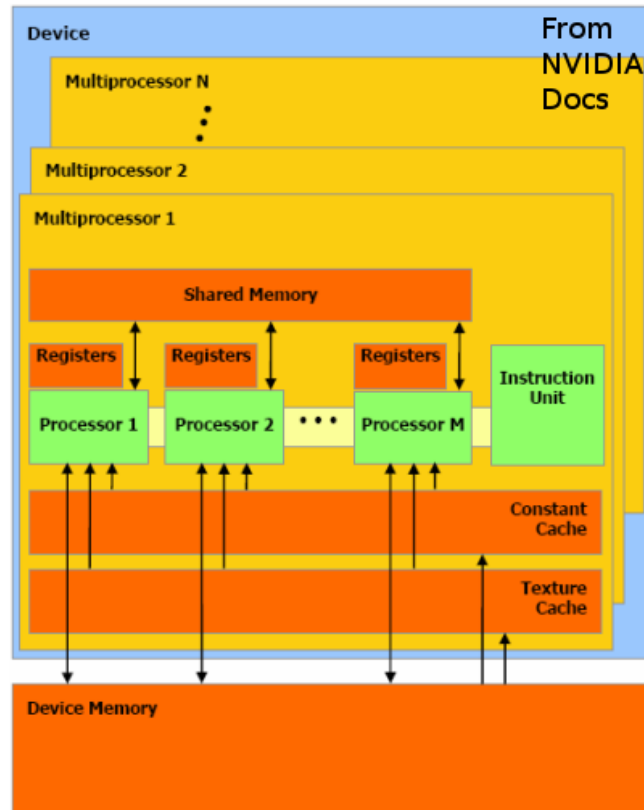 Device
From
NVIDIA
Docs
Multiprocessor N
Multiprocessor 2
Multiprocessor 1
Shared Memory
Registers
Registers
Registers
Instruction
Unit
Processor 1
Processor 2
Processor M
Constant
Cache
Texture
Cache
Device Memory